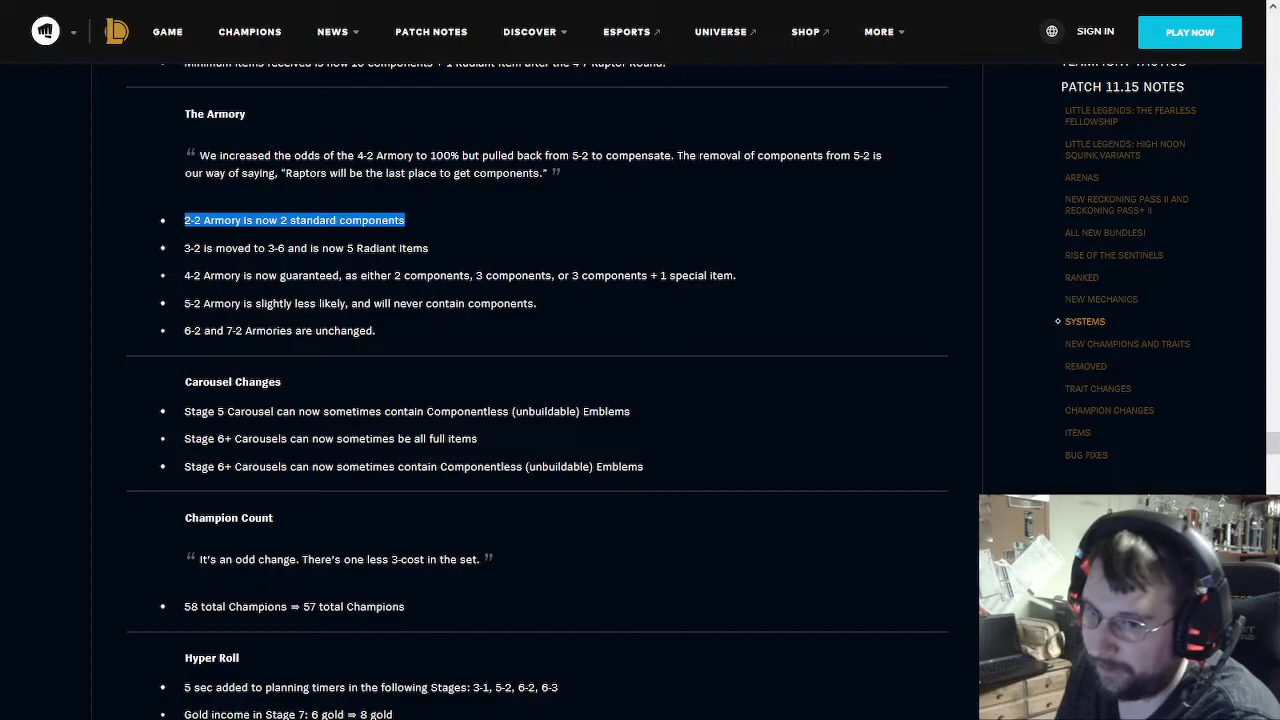 GAME
CHAMPIONS
NEWS
PATCH NOTES
DISCOVER
ESPORTS
UNIVERSE
SHOP
MORE
SIGN IN
PLAY NOW
Minimum items received is now 10 components + 1 Radiant Item after the 4-7 Raptor Round.
The Armory
“ We increased the odds of the 4-2 Armory to 150% but pulled back from 5-2 to compensate. The removal of components from 5-2 is
our way of saying, “Raptors will be the last place to get components.” ”
2-2 Armory is now 2 standard components
3-2 is moved to 3-6 and is now 5 Radiant Items
4-2 Armory is now guaranteed, as either 2 components, 3 components, or 3 components + 1 special item.
5-2 Armory is slightly less likely, and will never contain components.
6-2 and 7-2 Armories are unchanged.
Carousel Changes
Stage 5 Carousel can now sometimes contain Componentless (unbuildable) Emblems
Stage 6+ Carousels can now sometimes be all full items
Stage 6+ Carousels can now sometimes contain Componentless (unbuildable) Emblems
Champion Count
“ It's an odd change. There's one less 3-cost in the set. ”
58 total Champions ⇒ 57 total Champions
Hyper Roll
5 sec added to planning timers in the following Stages: 3-1, 5-2, 6-2, 6-3
Gold income in Stage 7: 6 gold ⇒ 8 gold
TEAMFIGHT TACTICS
PATCH 11.15 NOTES
LITTLE LEGENDS: THE FEARLESS
FELLOWSHIP
LITTLE LEGENDS: HIGH NOON
SQUINK VARIANTS
ARENAS
NEW RECKONING PASS II AND
RECKONING PASS+ II
ALL NEW BUNDLES!
RISE OF THE SENTINELS
RANKED
NEW MECHANICS
SYSTEMS
NEW CHAMPIONS AND TRAITS
REMOVED
TRAIT CHANGES
CHAMPION CHANGES
ITEMS
BUG FIXES